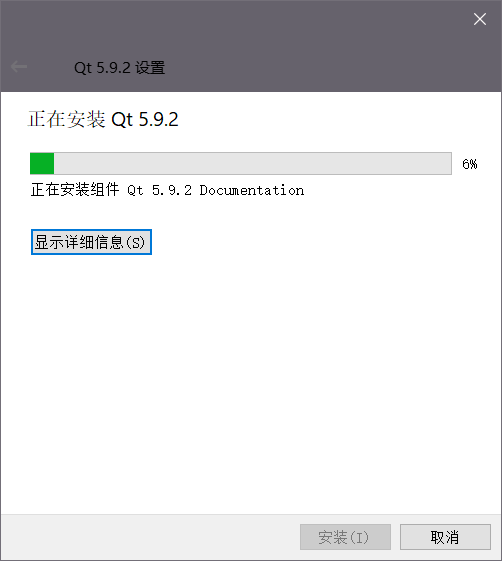 Qt 5.9.2 设置
正在安装 Qt 5.9.2
6%
正在安装组件 Qt 5.9.2 Documentation
显示详细信息(S)
安装(I)
取消